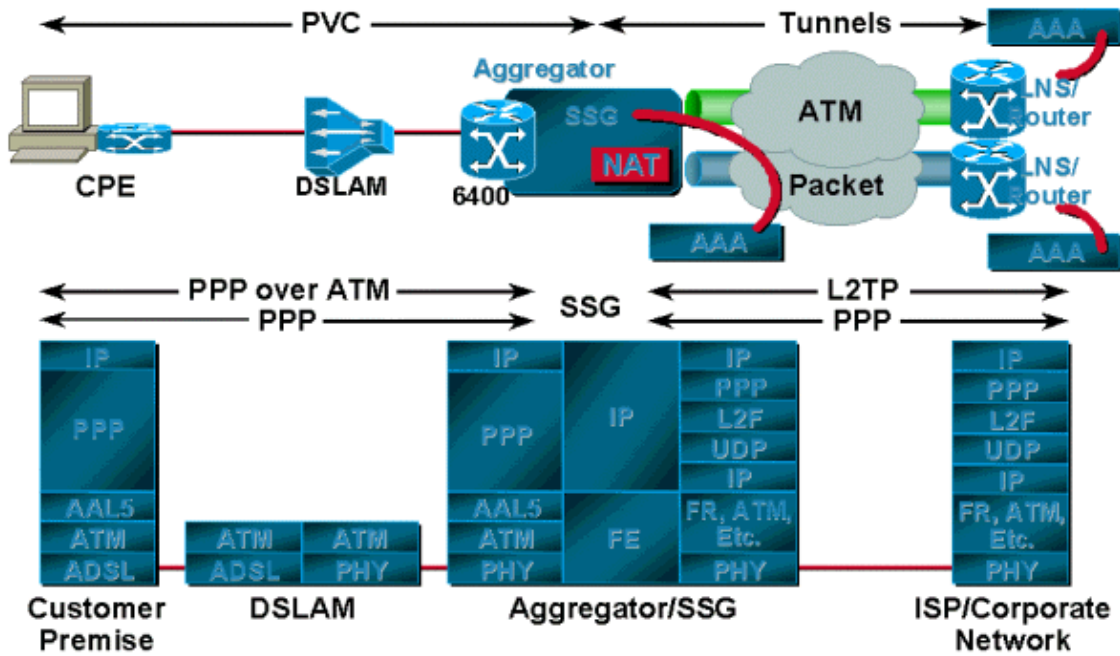 PVC
Tunnels
AAA
Aggregator
SSG
NAT
ATM
LNS/
Router
CPE
DSLAM
6400
Packet
LNS/
Router
AAA
AAA
PPP over ATM
SSG
L2TP
PPP
PPP
IP
PPP
AAL5
ATM
ADSL
ATM
ATM
ADSL
PHY
IP
PPP
AAL5
ATM
PHY
IP
FE
IP
PPP
L2F
UDP
IP
FR, ATM,
Etc.
PHY
IP
PPP
L2F
UDP
IP
FR, ATM,
Etc.
PHY
Customer
Premise
DSLAM
Aggregator/SSG
ISP/Corporate
Network